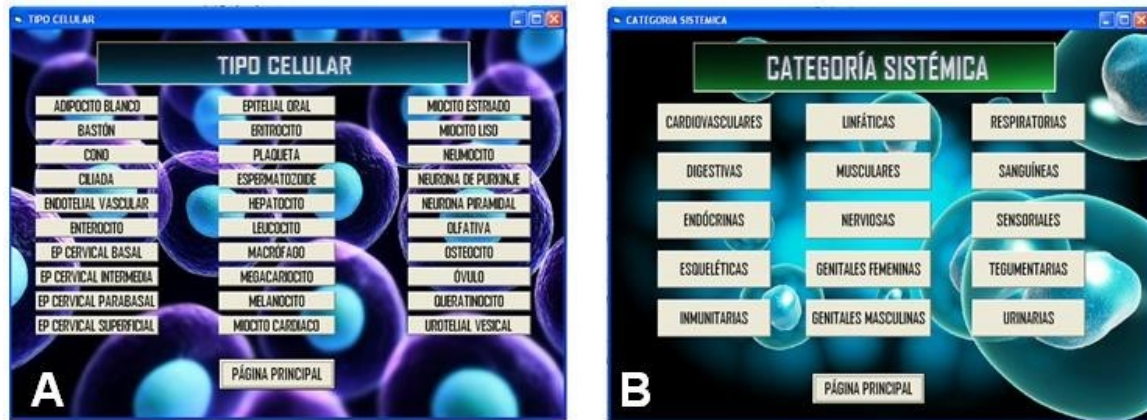 TIPO CELULAR
TIPO CELULAR
ADIPOCITO BLANCO
BASTÓN
CONO
CILIADA
ENDOTELIAL VASCULAR
ENTEROCITO
EP CERVICAL BASAL
EP CERVICAL INTERMEDIA
EP CERVICAL PARABASAL
EP CERVICAL SUPERFICIAL
EPITELIAL ORAL
ERITROCITO
PLAQUETA
ESPERMATOZOIDE
HEPATOCITO
LEUCOCITO
MACRÓFAGO
MEGACARIOCITO
MELANOCITO
MIOCITO CARDIACO
MIOCITO ESTRIADO
MIOCITO LISO
NEUMOCITO
NEURONA DE PURKINJE
NEURONA PIRAMIDAL
OLFATIVA
OSTEOCITO
ÓVULO
QUERATINOCITO
UROTELIAL VESICAL
PÁGINA PRINCIPAL
A
CATEGORIA SISTEMICA
CATEGORÍA SISTÉMICA
CARDIOVASCULARES
DIGESTIVAS
ENDÓCRINAS
ESQUELÉTICAS
INMUNITARIAS
LINFÁTICAS
MUSCULARES
NERVIOSAS
GENITALES FEMENINAS
GENITALES MASCULINAS
RESPIRATORIAS
SANGUÍNEAS
SENSORIALES
TEGUMENTARIAS
URINARIAS
PÁGINA PRINCIPAL
B